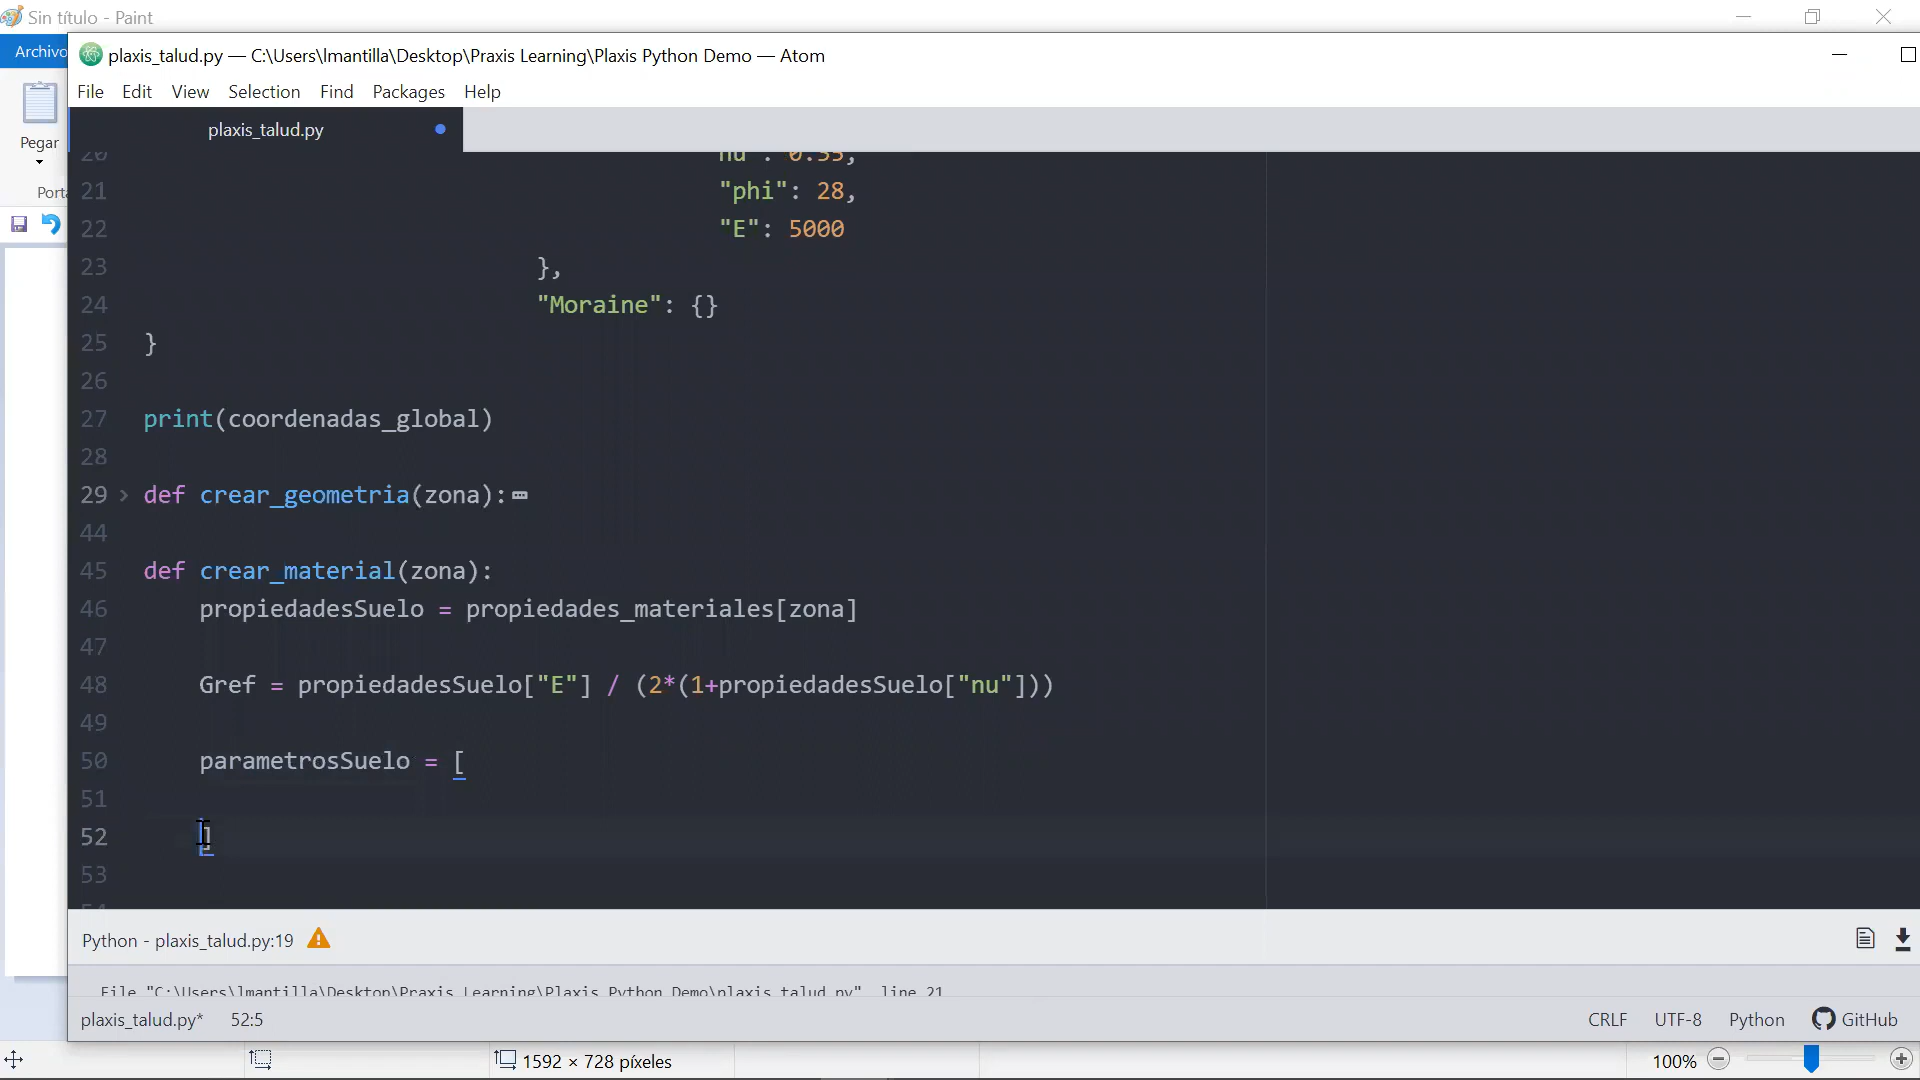 Sin título - Paint
Archivo
plaxis_talud.py — C:\Users\lmantilla\Desktop\Praxis Learning\Plaxis Python Demo — Atom
File Edit View Selection Find Packages Help
Pegar
plaxis_talud.py
20 "nu": 0.35,
21 "phi": 28,
22 "E": 5000
23 },
24 "Moraine": {}
25 }
26
27 print(coordenadas_global)
28
29 def crear_geometria(zona):
44
45 def crear_material(zona):
46 propiedadesSuelo = propiedades_materiales[zona]
47
48 Gref = propiedadesSuelo["E"] / (2*(1+propiedadesSuelo["nu"]))
49
50 parametrosSuelo = [
51
52 ]
53
Python - plaxis_talud.py:19
File "C:\Users\lmantilla\Desktop\Praxis Learning\Plaxis Python Demo\plaxis_talud.py", line 21
plaxis_talud.py* 52:5 CRLF UTF-8 Python GitHub
1592 × 728 píxeles 100%